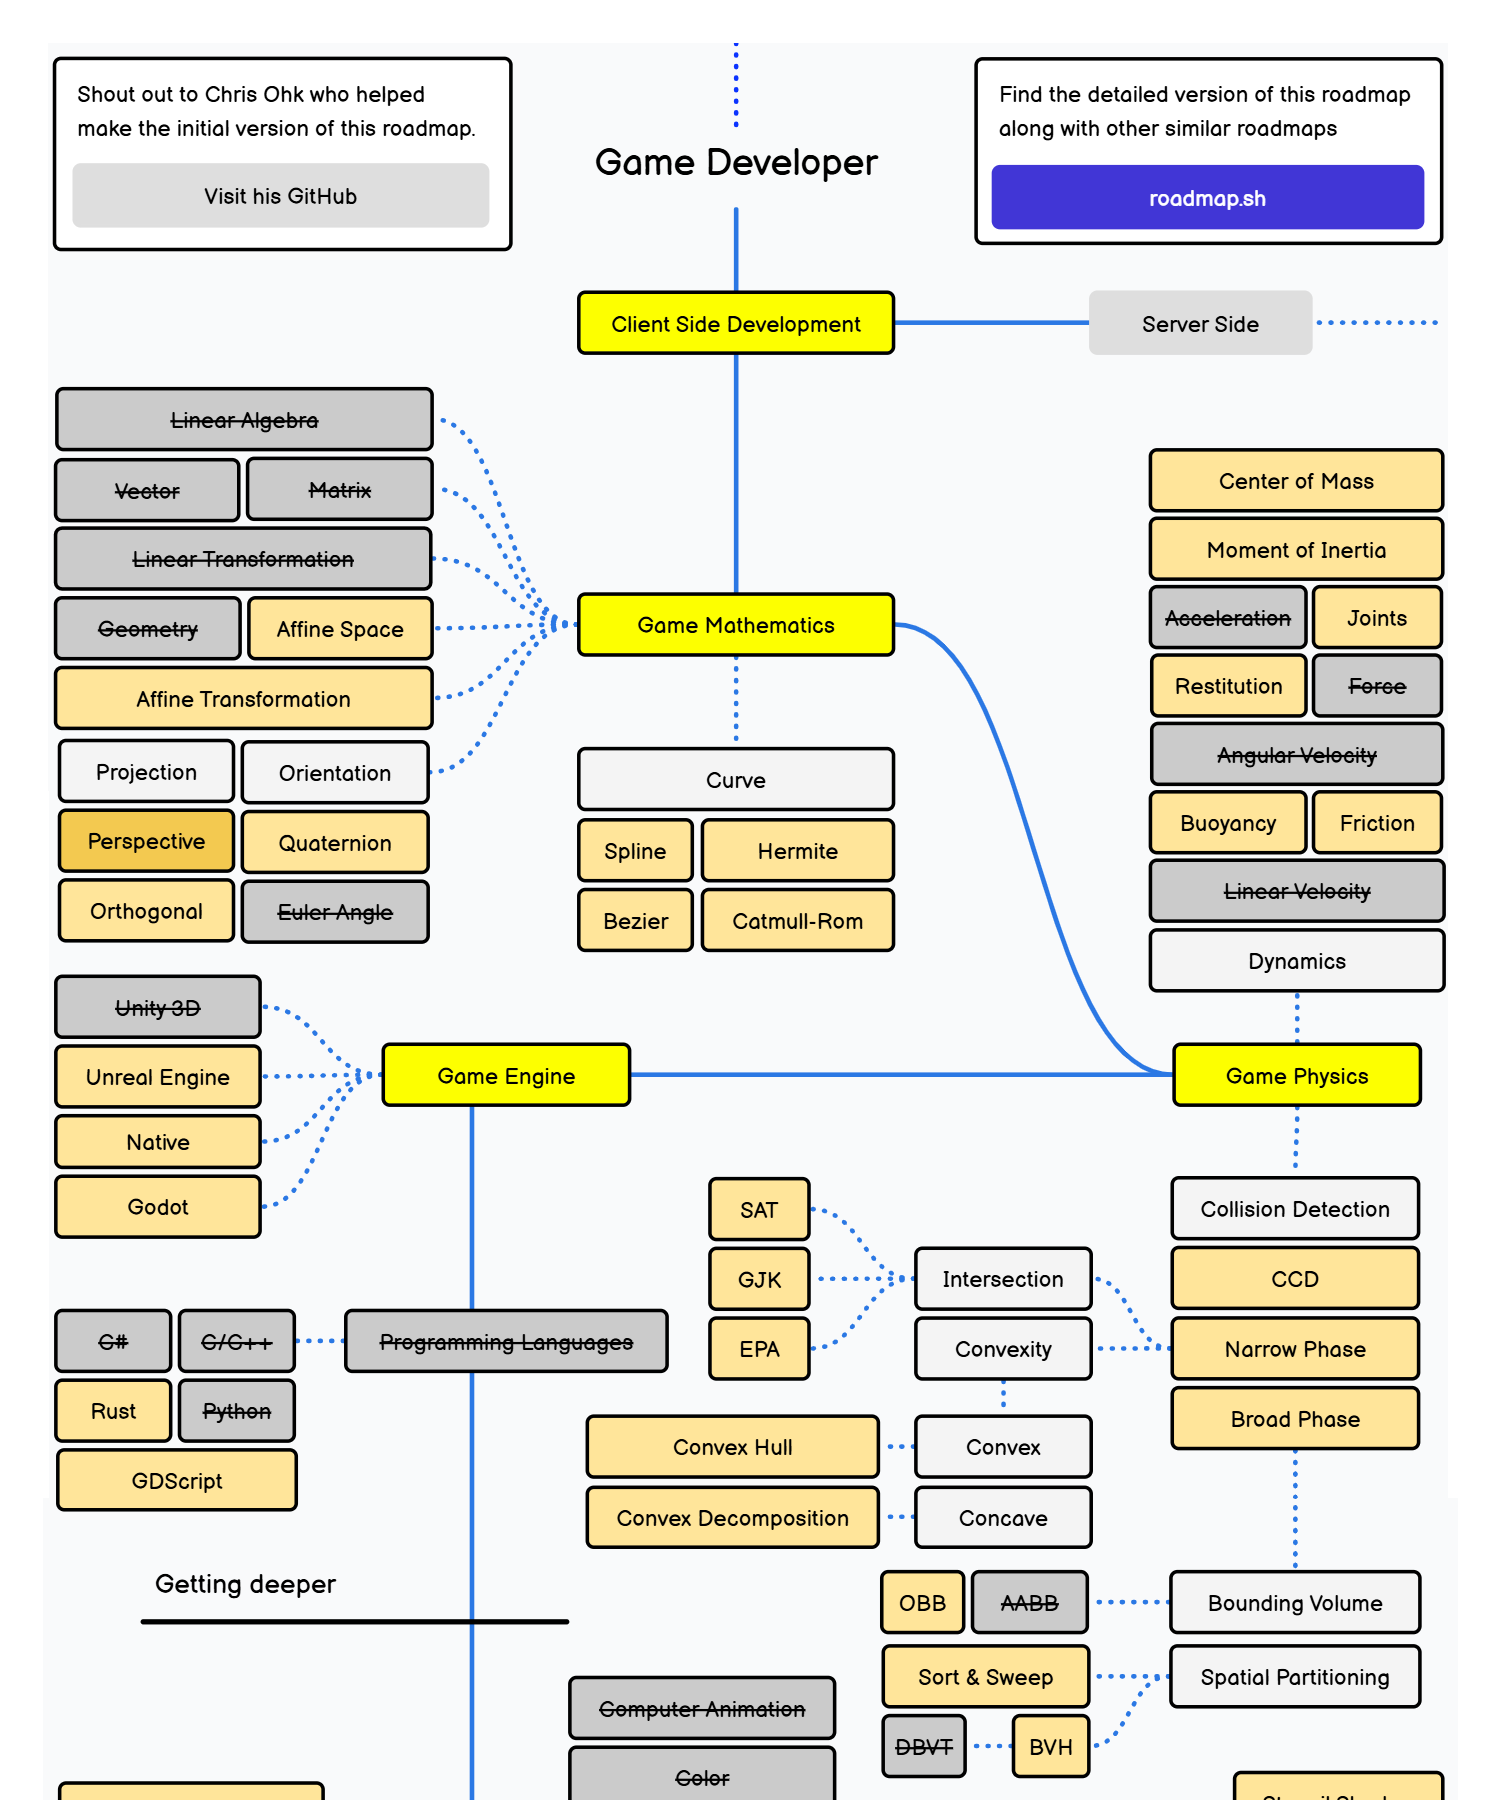 Shout out to Chris Ohk who helped
make the initial version of this roadmap.
Visit his GitHub
Game Developer
Find the detailed version of this roadmap
along with other similar roadmaps
roadmap.sh
Client Side Development
Server Side
Linear Algebra
Vector
Matrix
Linear Transformation
Geometry
Affine Space
Affine Transformation
Projection
Orientation
Perspective
Quaternion
Orthogonal
Euler Angle
Game Mathematics
Curve
Spline
Hermite
Bezier
Catmull-Rom
Center of Mass
Moment of Inertia
Acceleration
Joints
Restitution
Force
Angular Velocity
Buoyancy
Friction
Linear Velocity
Dynamics
Unity 3D
Unreal Engine
Native
Godot
Game Engine
Game Physics
SAT
GJK
EPA
Intersection
Convexity
Collision Detection
CCD
Narrow Phase
Broad Phase
C#
C/C++
Programming Languages
Rust
Python
GDScript
Convex Hull
Convex
Convex Decomposition
Concave
Getting deeper
OBB
AABB
Bounding Volume
Sort & Sweep
Spatial Partitioning
DBVT
BVH
Computer Animation
Color